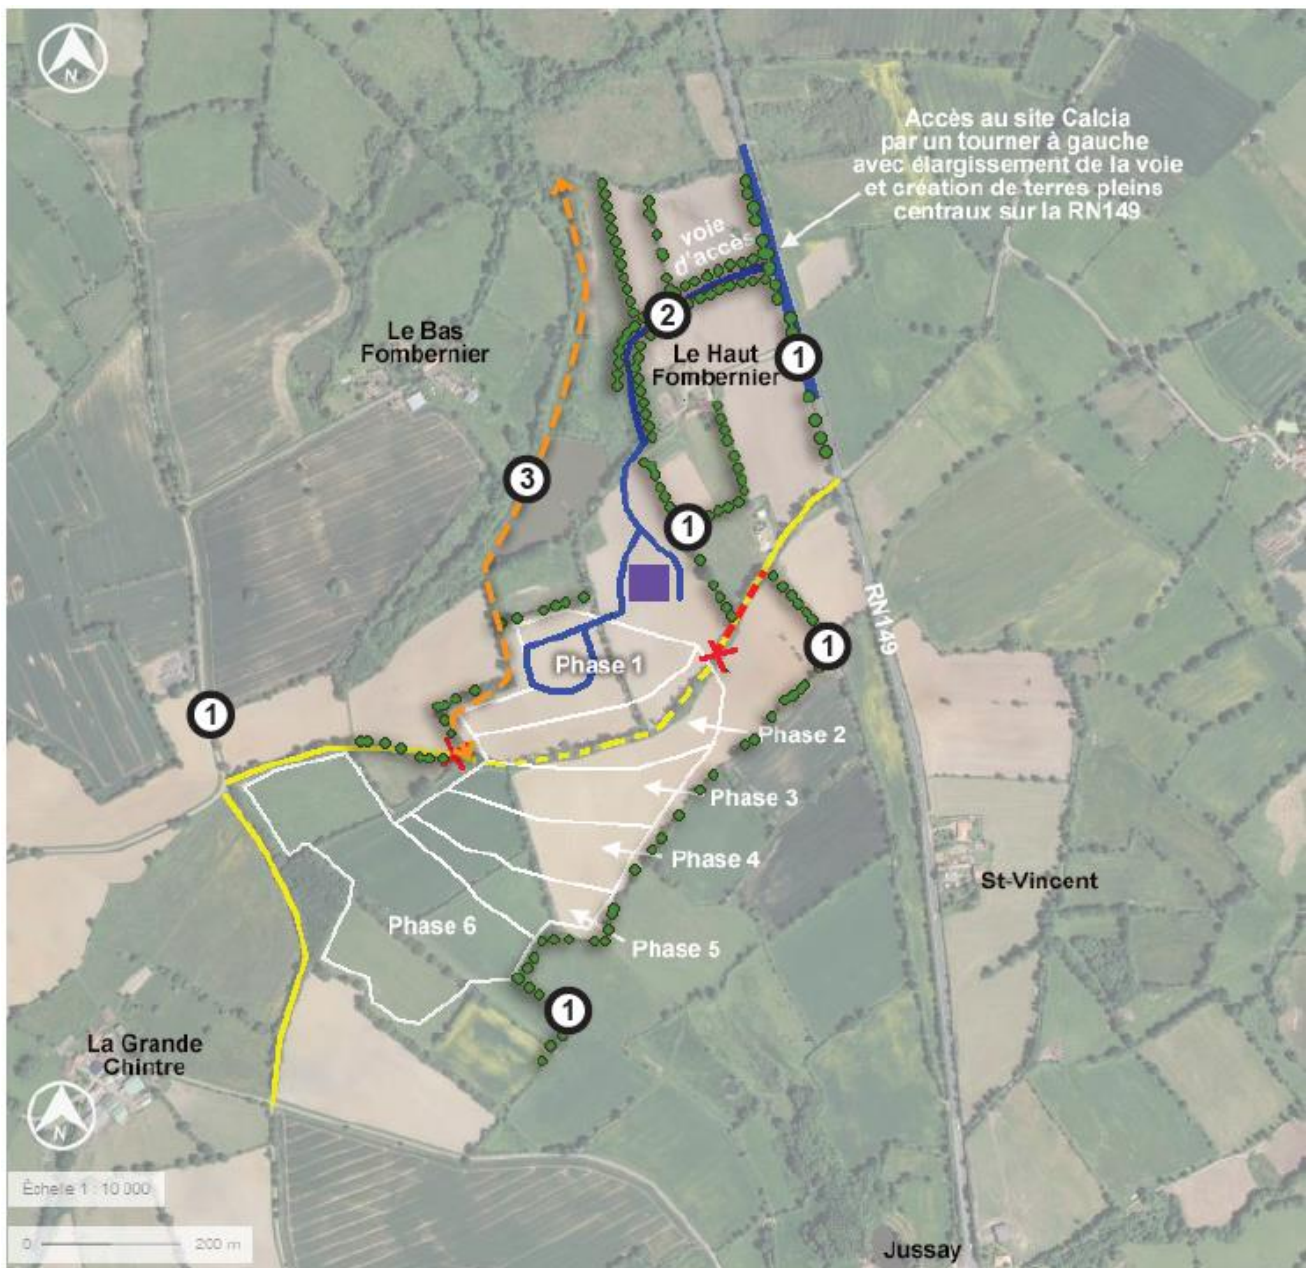 N
Accès au site Calcia
par un tourner à gauche
avec élargissement de la voie
et création de terres pleins
centraux sur la RN149
voie
d'accès
2
Le Bas
Fombernier
Le Haut
Fombernier
1
3
1
RN149
1
Phase 1
1
Phase 2
Phase 3
Phase 4
St-Vincent
Phase 6
Phase 5
1
La Grande
Chintre
N
Échelle 1 : 10 000
0
200 m
Jussay